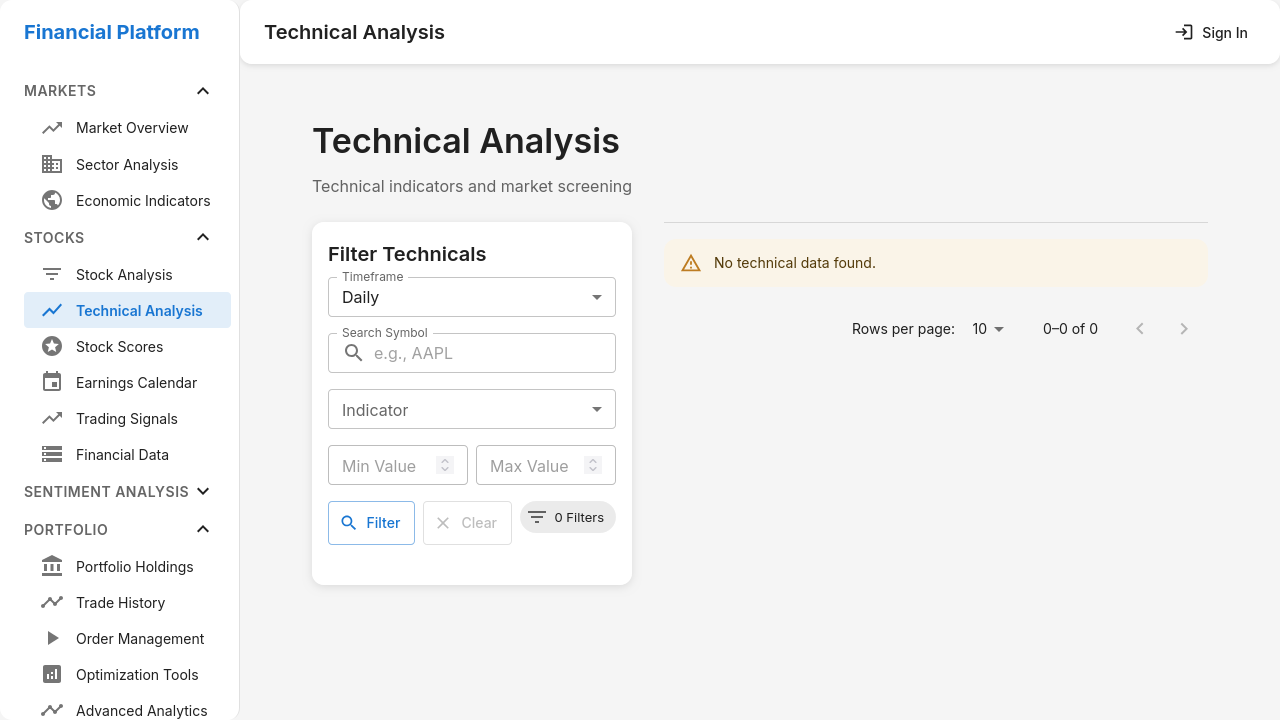 Financial Platform
MARKETS
Market Overview
Sector Analysis
Economic Indicators
STOCKS
Stock Analysis
Technical Analysis
Stock Scores
Earnings Calendar
Trading Signals
Financial Data
SENTIMENT ANALYSIS
PORTFOLIO
Portfolio Holdings
Trade History
Order Management
Optimization Tools
Advanced Analytics
Technical Analysis
Sign In
Technical Analysis
Technical indicators and market screening
Filter Technicals
Timeframe
Daily
Search Symbol
e.g., AAPL
Indicator
Min Value
Max Value
Filter
Clear
0 Filters
No technical data found.
Rows per page: 10 0–0 of 0